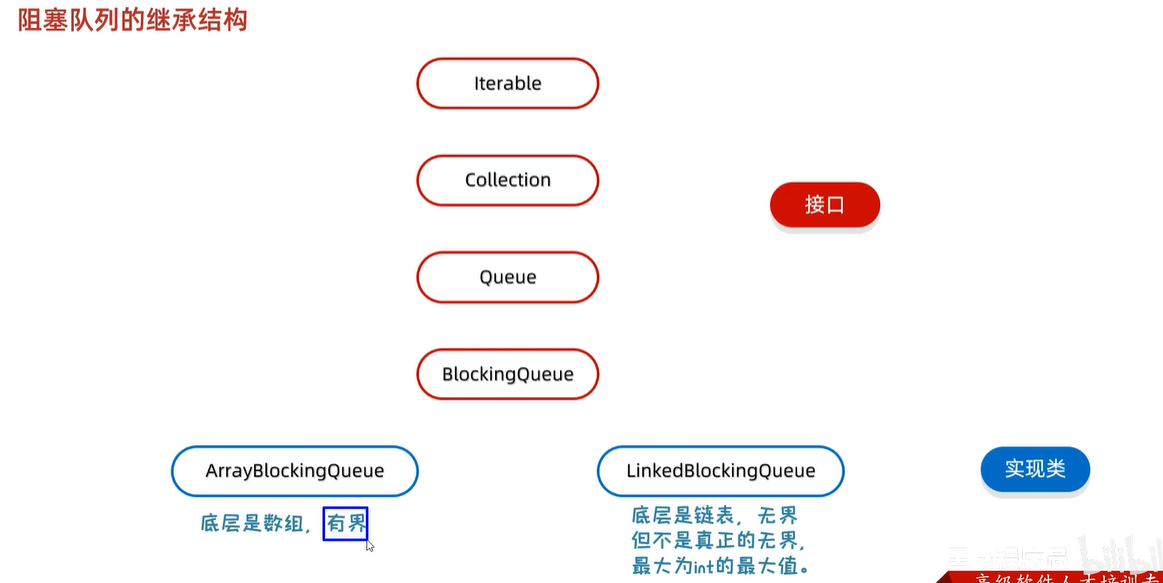 阻塞队列的继承结构
Iterable
Collection
接口
Queue
BlockingQueue
ArrayBlockingQueue
LinkedBlockingQueue
实现类
底层是数组，有界
底层是链表，无界
但不是真正的无界，
最大为int的最大值。
bilibili
高级软件人才培训专